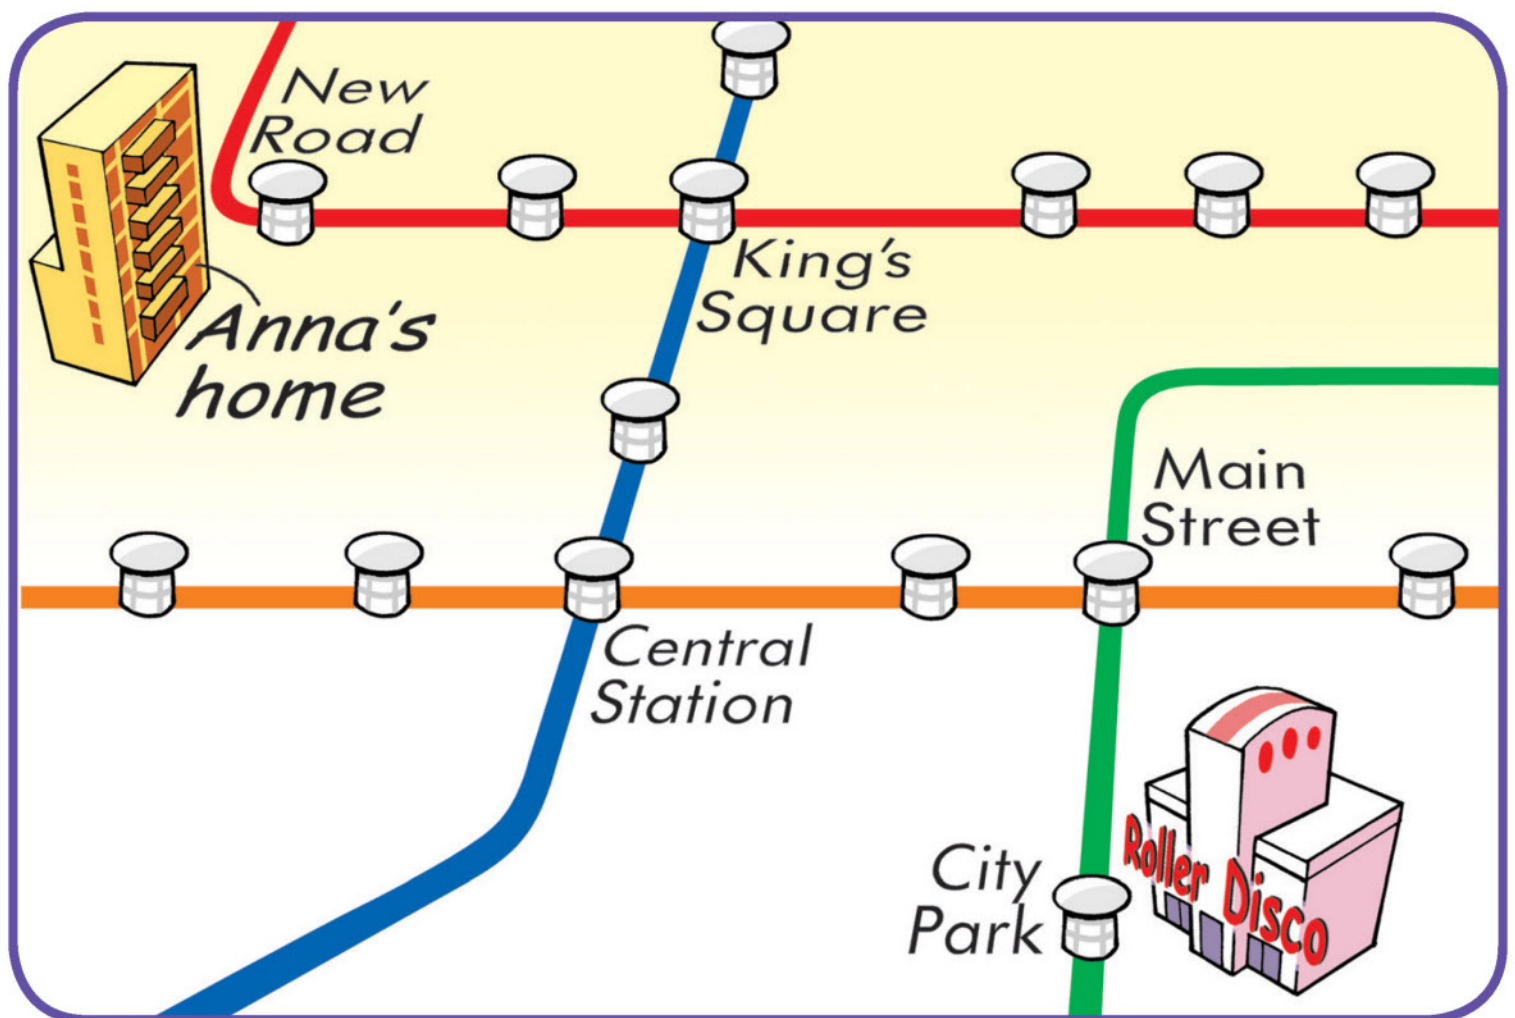 New
Road
King's
Square
Anna's
home
Main
Street
Central
Station
City
Park
Roller Disco